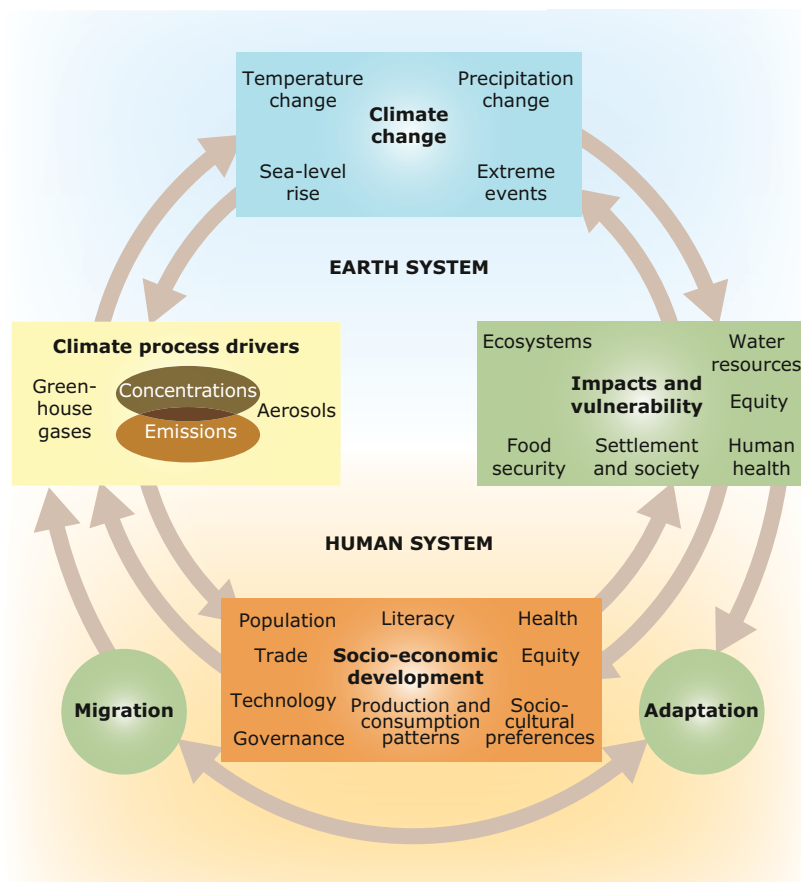 Temperature
change
Precipitation
change
Climate
change
Sea-level
rise
Extreme
events
EARTH SYSTEM
Climate process drivers
Green-
house
gases
Concentrations
Emissions
Aerosols
Ecosystems
Water
resources
Impacts and
vulnerability
Equity
Food
security
Settlement
and society
Human
health
HUMAN SYSTEM
Population
Literacy
Health
Trade
Socio-economic
development
Equity
Technology
Production and
consumption
patterns
Socio-
cultural
preferences
Governance
Migration
Adaptation